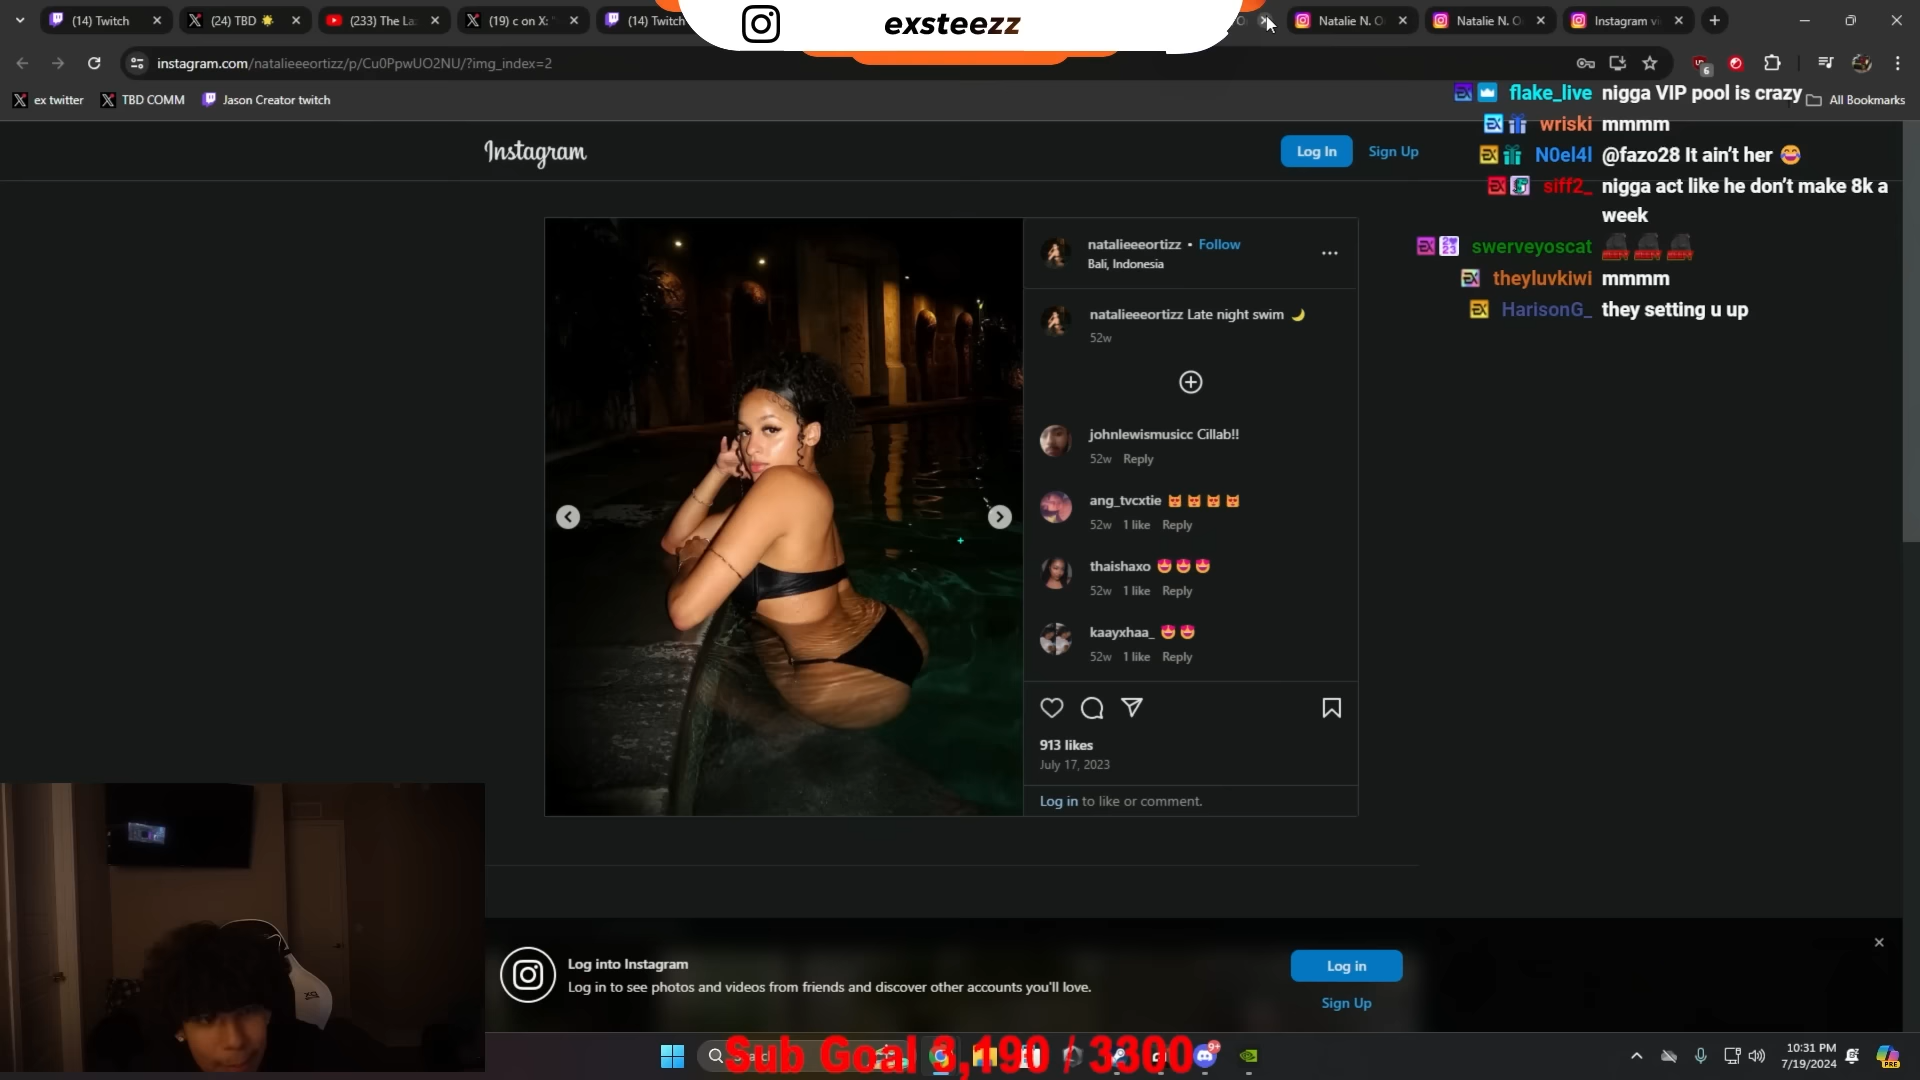 (14) Twitch
(24) TBD
(233) The La
(19) c on X: "
(14) Twitch
exsteezz
Natalie N. O
Natalie N. O
Instagram vi
instagram.com/natalieeeortizz/p/Cu0PpwUO2NU/?img_index=2
6
ex twitter
TBD COMM
Jason Creator twitch
All Bookmarks
flake_live nigga VIP pool is crazy
wriski mmmm
N0el4l @fazo28 It ain't her 😂
siff2_ nigga act like he don't make 8k a
week
swerveyoscat
theyluvkiwi mmmm
HarisonG_ they setting u up
Instagram
Log In
Sign Up
natalieeeortizz • Follow
Bali, Indonesia
natalieeeortizz Late night swim 🌙
52w
johnlewismusicc Cillab!!
52w Reply
ang_tvcxtie
52w 1 like Reply
thaishaxo 😍😍😍
52w 1 like Reply
kaayxhaa_ 😍😍
52w 1 like Reply
913 likes
July 17, 2023
Log in to like or comment.
Log into Instagram
Log in to see photos and videos from friends and discover other accounts you'll love.
Log in
Sign Up
Sub Goal 3,190 / 3300
9+
10:31 PM
7/19/2024
PRE